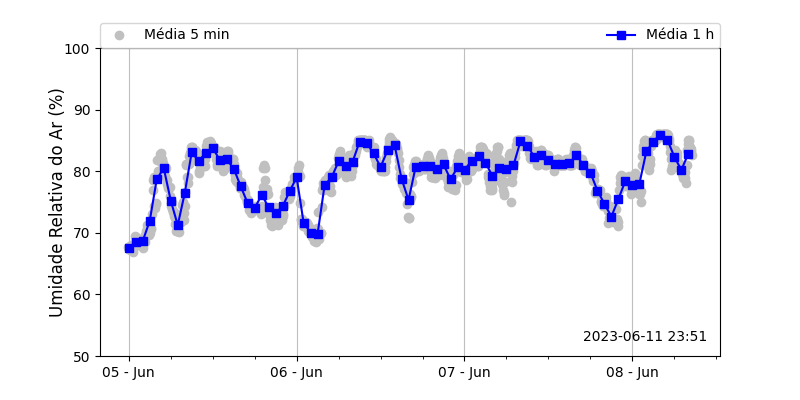 Média 5 min
Média 1 h
Umidade Relativa do Ar (%)
100
90
80
70
60
50
2023-06-11 23:51
05 - Jun
06 - Jun
07 - Jun
08 - Jun